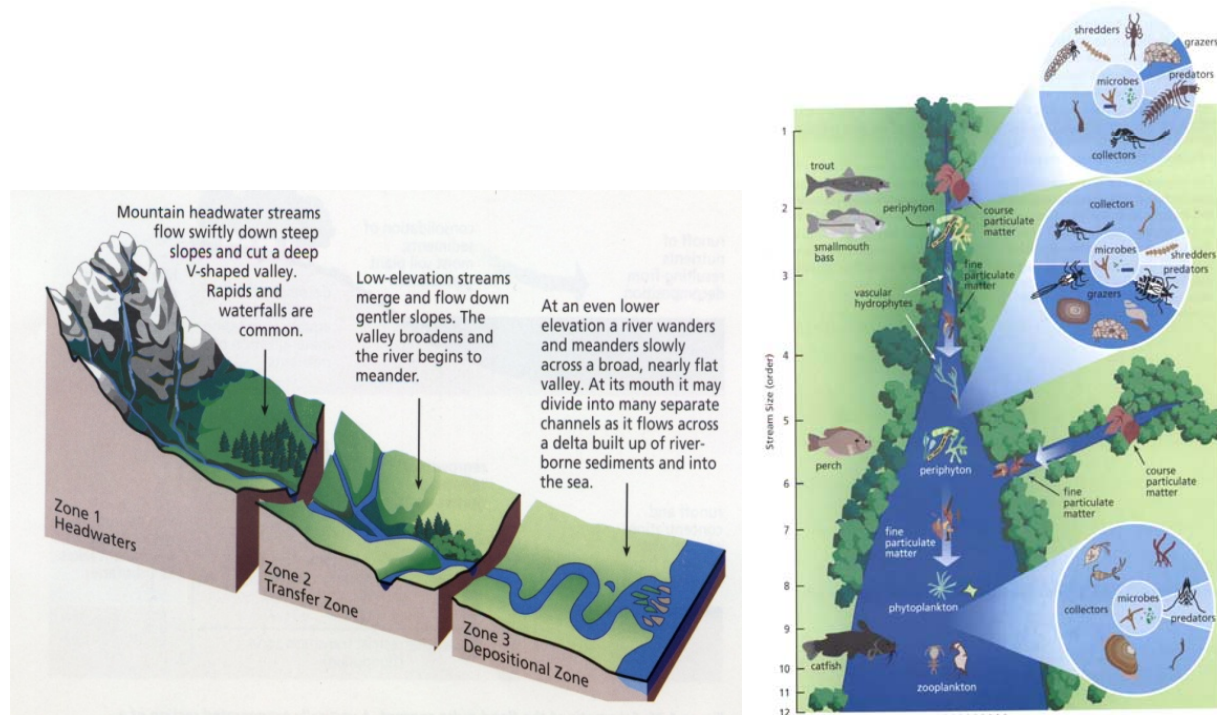 Mountain headwater streams
flow swiftly down steep
slopes and cut a deep
V-shaped valley.
Rapids and
waterfalls are
common.
Low-elevation streams
merge and flow down
gentler slopes. The
valley broadens and
the river begins to
meander.
At an even lower
elevation a river wanders
and meanders slowly
across a broad, nearly flat
valley. At its mouth it may
divide into many separate
channels as it flows across
a delta built up of river-
borne sediments and into
the sea.
Zone 1
Headwaters
Zone 2
Transfer Zone
Zone 3
Depositional Zone
Stream Size (order)
1
2
3
4
5
6
7
8
9
10
11
12
shredders
grazers
microbes
predators
collectors
trout
periphyton
course
particulate
matter
smallmouth
bass
fine
particulate
matter
vascular
hydrophytes
collectors
microbes
shredders
predators
grazers
perch
periphyton
course
particulate
matter
fine
particulate
matter
fine
particulate
matter
phytoplankton
catfish
zooplankton
microbes
collectors
predators